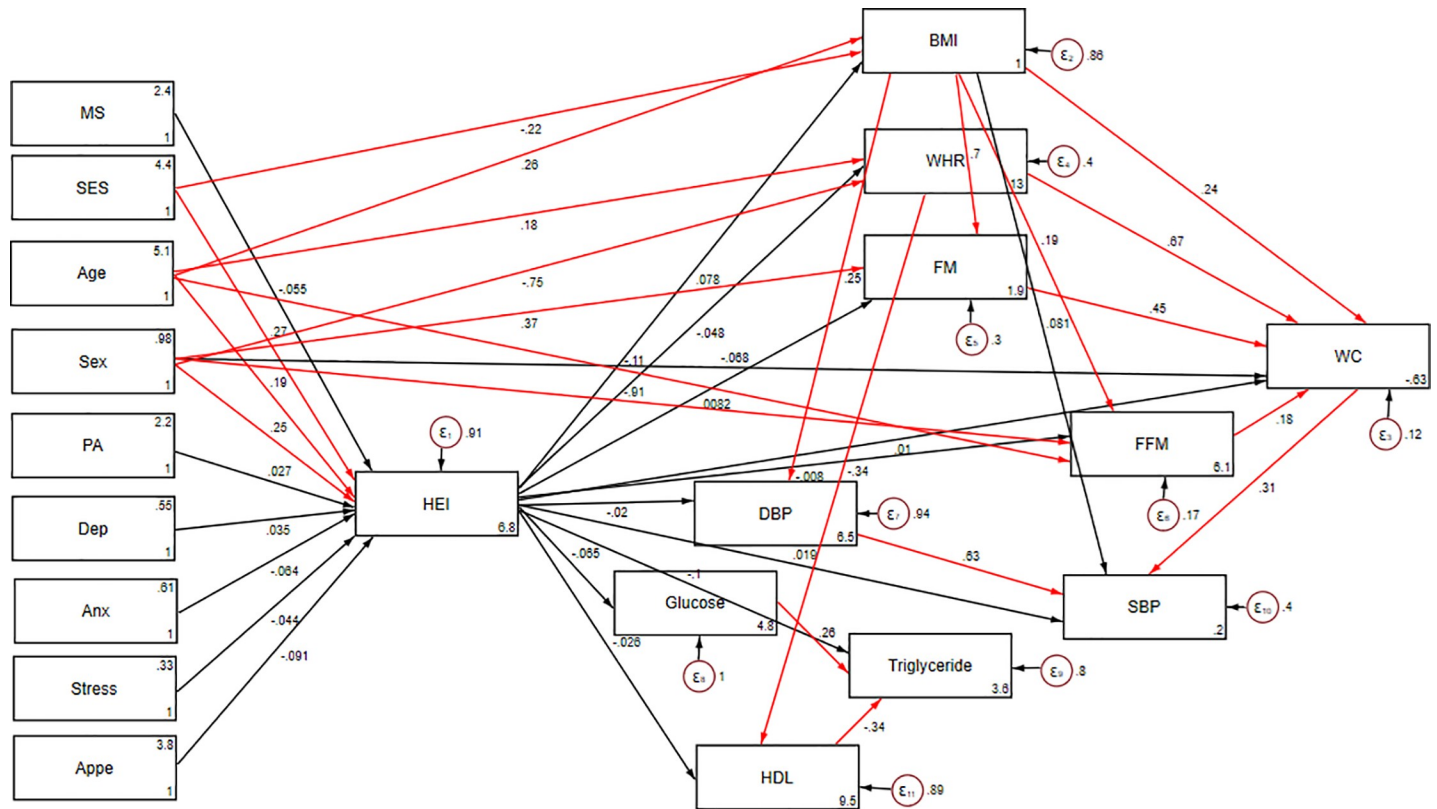 BMI
1
ε₂ .86
2.4
MS
1
-.22
4.4
SES
1
.26
WHR
.7
13
ε₄ .4
.24
.18
.19
.67
5.1
Age
1
FM
1.9
.25
.078
-.75
-.055
.37
-.048
.45
.081
ε₅ .3
.98
Sex
1
.27
-.11
-.068
WC
-.63
.19
-.91
.0082
.25
ε₃ .12
2.2
PA
1
ε₁ .91
FFM
6.1
.18
.01
.027
HEI
6.8
-.34
-.008
.31
.55
Dep
1
.035
-.02
DBP
6.5
ε₇ .94
ε₆ .17
.019
.63
-.065
.61
Anx
1
-.064
-.1
Glucose
4.8
SBP
.2
ε₁₀ .4
-.044
-.026
.26
.33
Stress
1
-.091
ε₈ 1
Triglyceride
3.6
ε₉ .8
-.34
3.8
Appe
1
HDL
9.5
ε₁₁ .89